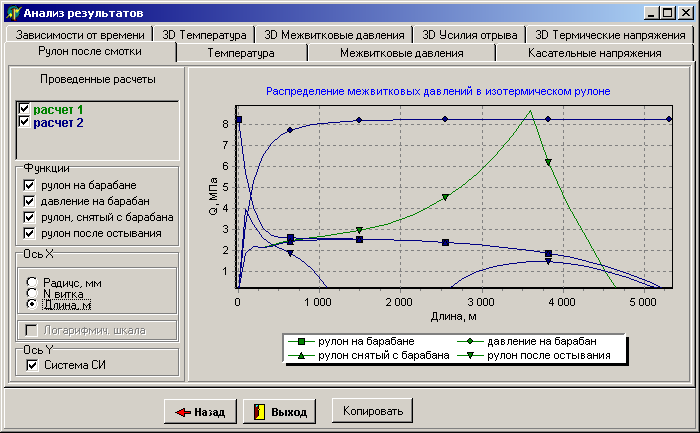 Анализ результатов
Зависимости от времени 3D Температура 3D Межвитковые давления 3D Усилия отрыва 3D Термические напряжения
Рулон после смотки Температура Межвитковые давления Касательные напряжения
Проведенные расчеты
расчет 1
расчет 2
Функции
рулон на барабане
давление на барабан
рулон, снятый с барабана
рулон после остывания
Ось X
Радиус, мм
N витка
Длина, м
Логарифмич. шкала
Ось Y
Система СИ
Распределение межвитковых давлений в изотермическом рулоне
Q, МПа
8
7
6
5
4
3
2
1
0 1 000 2 000 3 000 4 000 5 000
Длина, м
рулон на барабане давление на барабан
рулон снятый с барабана рулон после остывания
Назад Выход Копировать